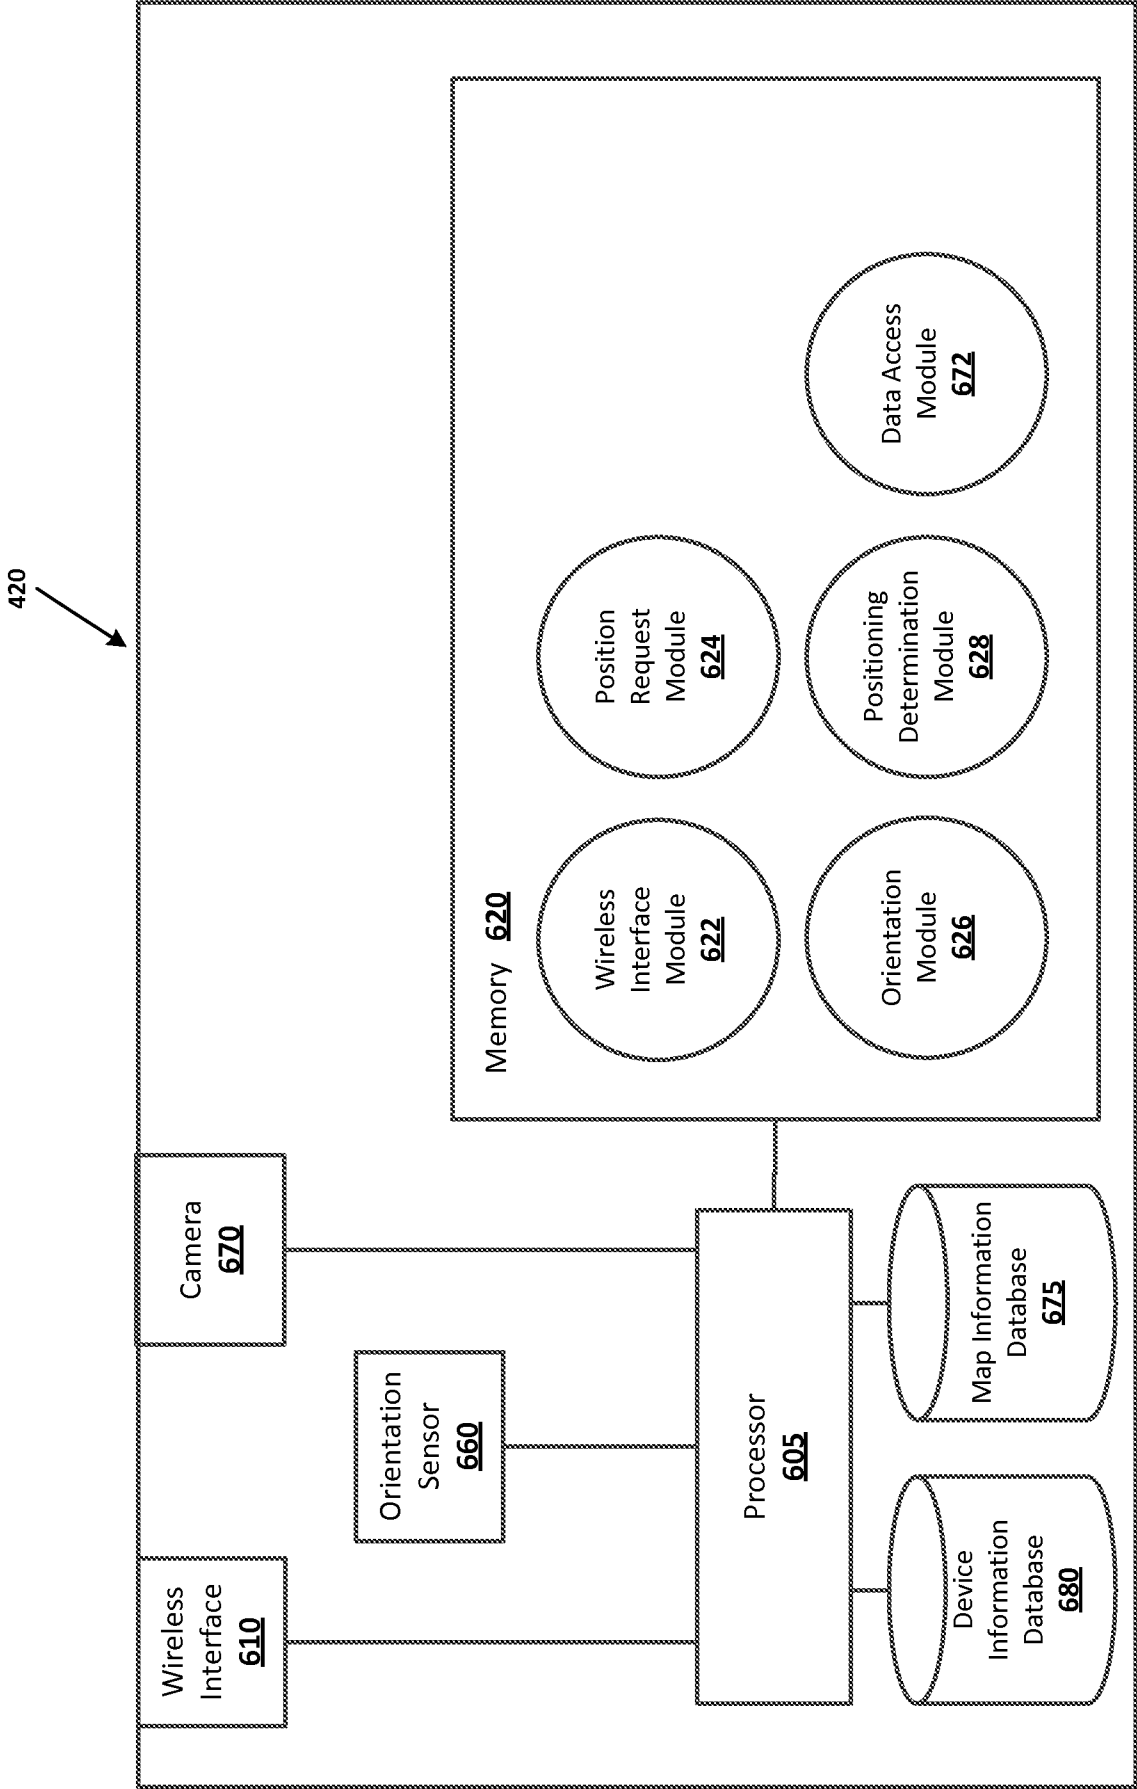 420
Wireless
Interface
610
Orientation
Sensor
660
Camera
670
Processor
605
Device
Information
Database
680
Map Information
Database
675
Memory 620
Wireless
Interface
Module
622
Position
Request
Module
624
Orientation
Module
626
Positioning
Determination
Module
628
Data Access
Module
672